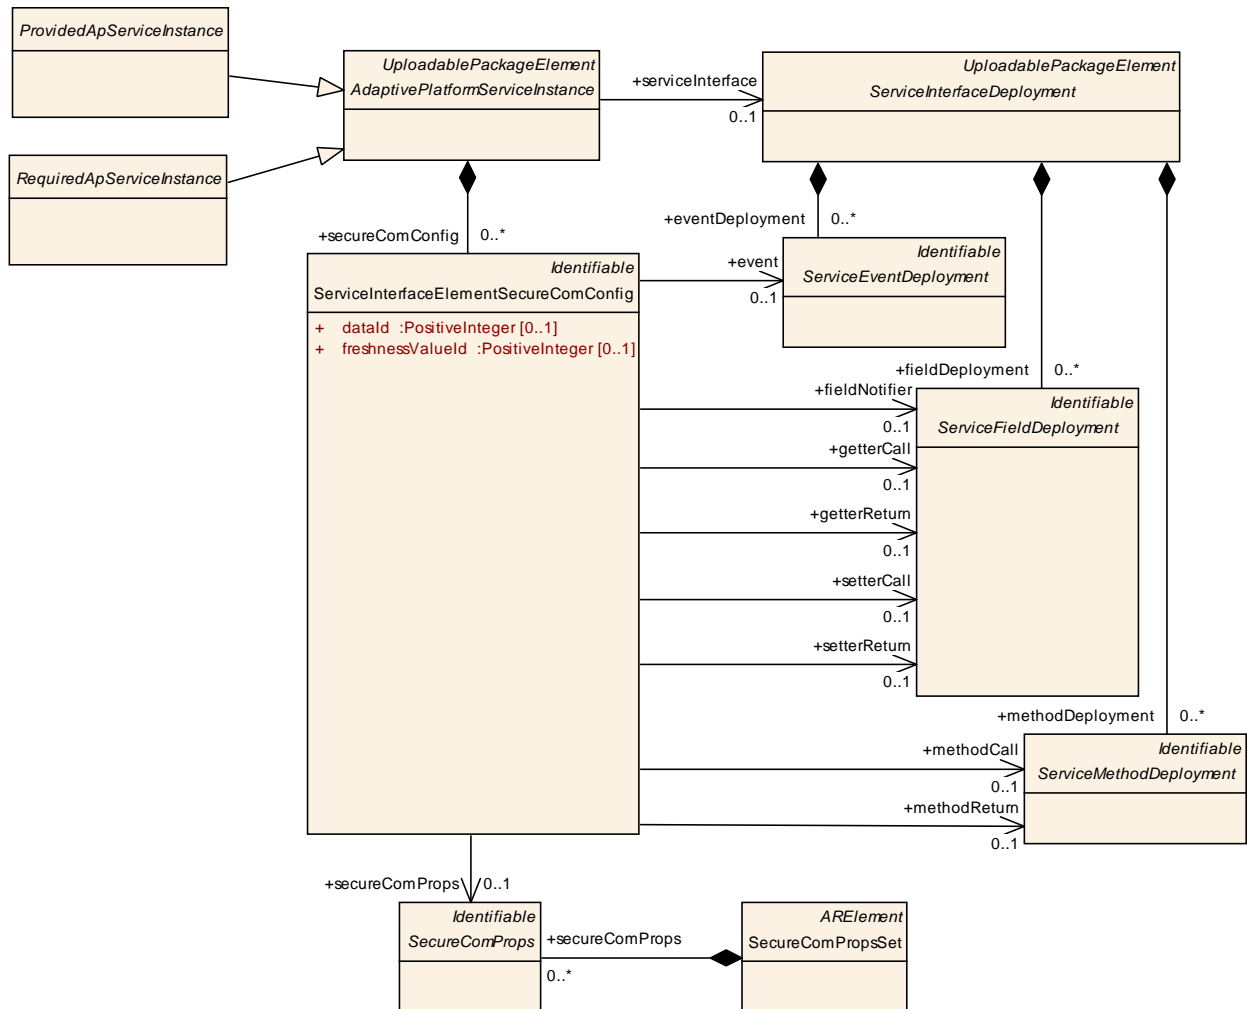 ProvidedApServiceInstance
UploadablePackageElement
AdaptivePlatformServiceInstance
+serviceInterface
0..1
UploadablePackageElement
ServiceInterfaceDeployment
RequiredApServiceInstance
+secureComConfig
0..*
+eventDeployment
0..*
Identifiable
ServiceInterfaceElementSecureComConfig
+ dataId :PositiveInteger [0..1]
+ freshnessValueId :PositiveInteger [0..1]
+event
0..1
Identifiable
ServiceEventDeployment
+fieldDeployment
0..*
+fieldNotifier
0..1
Identifiable
ServiceFieldDeployment
+getterCall
0..1
+getterReturn
0..1
+setterCall
0..1
+setterReturn
0..1
+methodDeployment
0..*
+methodCall
0..1
Identifiable
ServiceMethodDeployment
+methodReturn
0..1
+secureComProps
0..1
Identifiable
SecureComProps
+secureComProps
0..*
ARElement
SecureComPropsSet